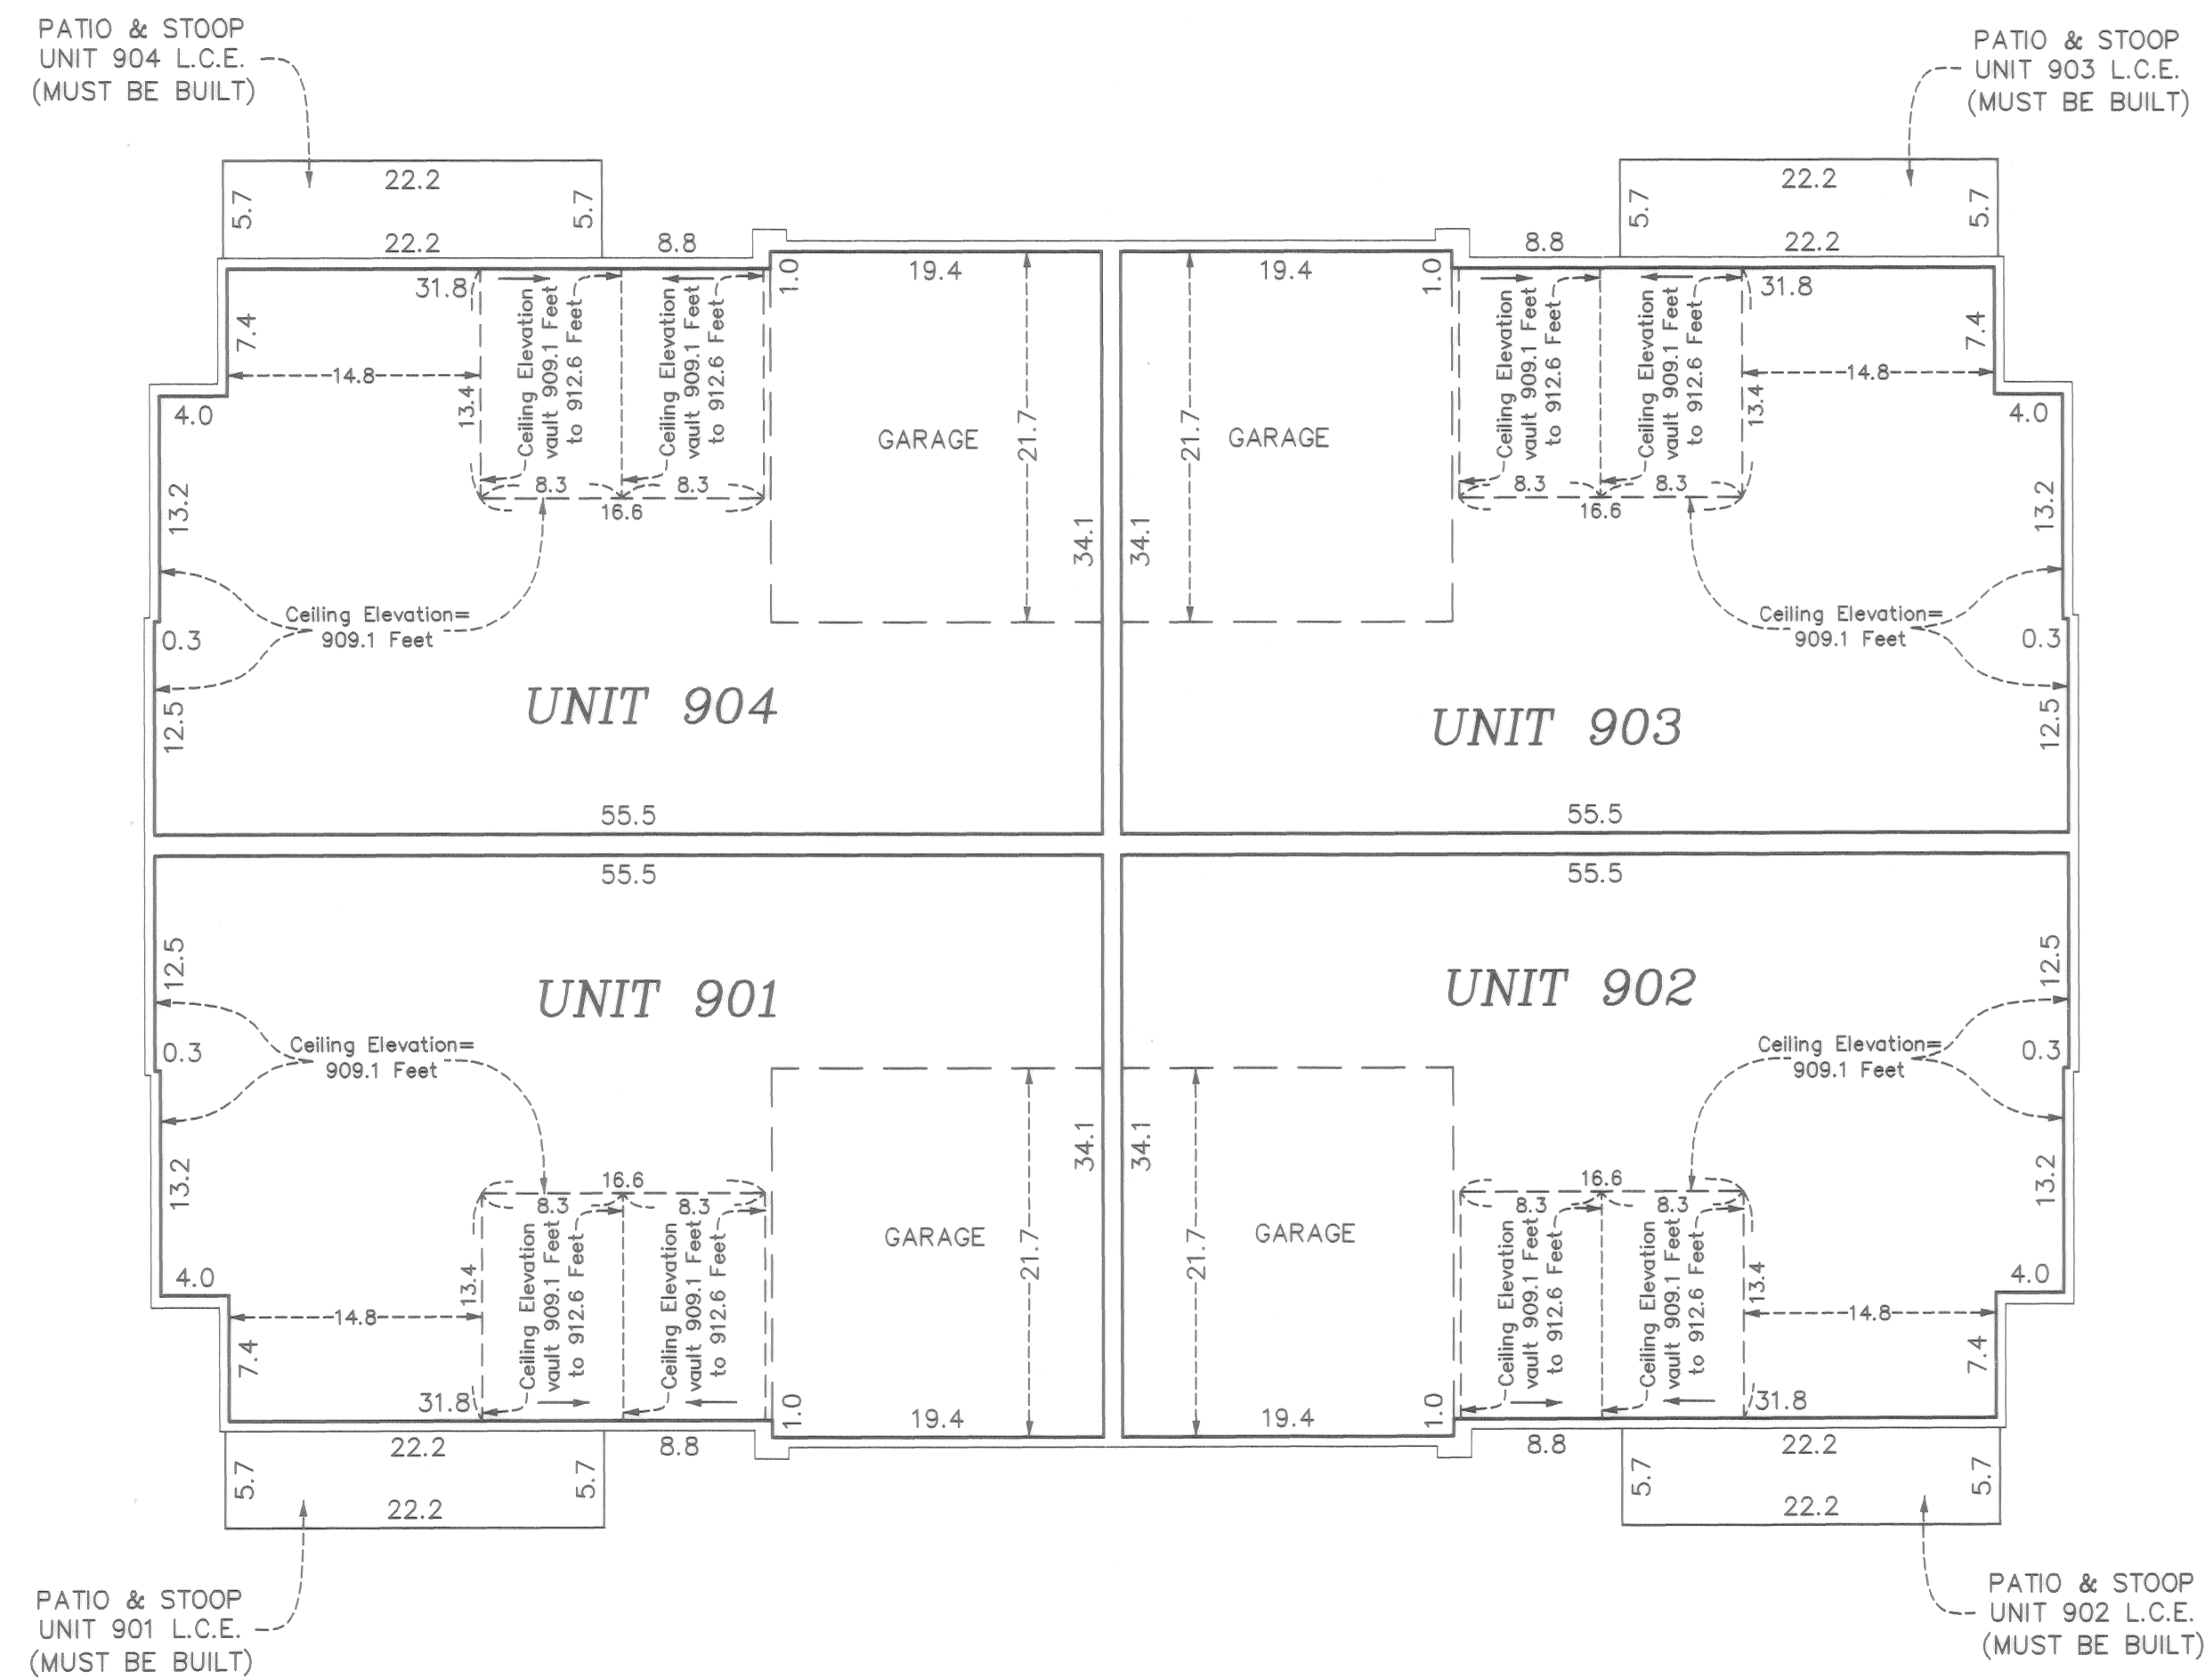 PATIO & STOOP
UNIT 904 L.C.E.
(MUST BE BUILT)
PATIO & STOOP
UNIT 903 L.C.E.
(MUST BE BUILT)
22.2
5.7
5.7
22.2
8.8
31.8
7.4
14.8
13.4
4.0
13.2
Ceiling Elevation
vault 909.1 Feet
to 912.6 Feet
Ceiling Elevation
vault 909.1 Feet
to 912.6 Feet
8.3
8.3
16.6
1.0
19.4
GARAGE
21.7
34.1
Ceiling Elevation=
909.1 Feet
0.3
12.5
UNIT 904
55.5
22.2
5.7
5.7
8.8
22.2
19.4
1.0
31.8
Ceiling Elevation
vault 909.1 Feet
to 912.6 Feet
Ceiling Elevation
vault 909.1 Feet
to 912.6 Feet
7.4
14.8
13.4
4.0
GARAGE
21.7
34.1
8.3
8.3
16.6
13.2
Ceiling Elevation=
909.1 Feet
0.3
12.5
UNIT 903
55.5
55.5
12.5
UNIT 901
0.3
Ceiling Elevation=
909.1 Feet
13.2
16.6
8.3
8.3
Ceiling Elevation
vault 909.1 Feet
to 912.6 Feet
Ceiling Elevation
vault 909.1 Feet
to 912.6 Feet
34.1
GARAGE
21.7
4.0
13.4
14.8
7.4
31.8
1.0
19.4
22.2
8.8
5.7
5.7
22.2
55.5
12.5
UNIT 902
0.3
Ceiling Elevation=
909.1 Feet
34.1
13.2
16.6
8.3
8.3
Ceiling Elevation
vault 909.1 Feet
to 912.6 Feet
Ceiling Elevation
vault 909.1 Feet
to 912.6 Feet
GARAGE
21.7
4.0
13.4
14.8
7.4
31.8
19.4
1.0
8.8
22.2
5.7
5.7
22.2
PATIO & STOOP
UNIT 901 L.C.E.
(MUST BE BUILT)
PATIO & STOOP
UNIT 902 L.C.E.
(MUST BE BUILT)